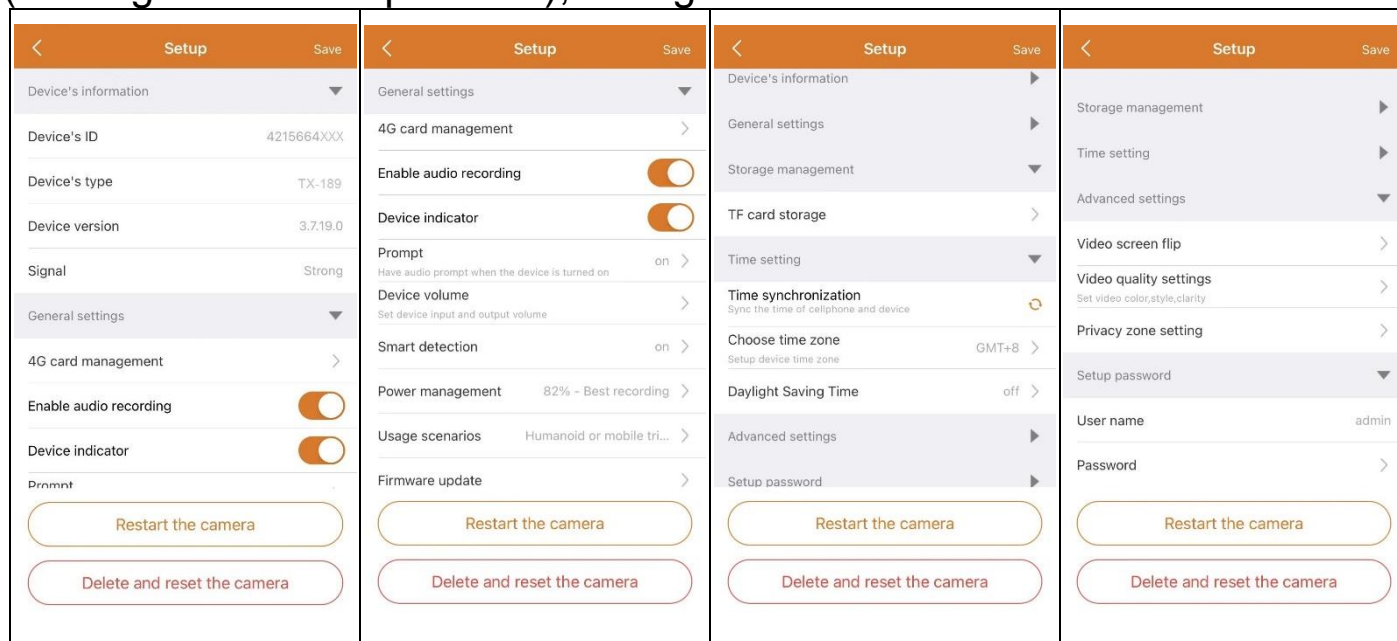 Setup
Save
Device's information
Device's ID
4215664XXX
Device's type
TX-189
Device version
3.7.19.0
Signal
Strong
General settings
4G card management
Enable audio recording
Device indicator
Prompt
Restart the camera
Delete and reset the camera
Setup
Save
General settings
4G card management
Enable audio recording
Device indicator
Prompt
on
Have audio prompt when the device is turned on
Device volume
Set device input and output volume
Smart detection
on
Power management
82% - Best recording
Usage scenarios
Humanoid or mobile tri...
Firmware update
Restart the camera
Delete and reset the camera
Setup
Save
Device's information
General settings
Storage management
TF card storage
Time setting
Time synchronization
Sync the time of cellphone and device
Choose time zone
GMT+8
Setup device time zone
Daylight Saving Time
off
Advanced settings
Setup password
Restart the camera
Delete and reset the camera
Setup
Save
Storage management
Time setting
Advanced settings
Video screen flip
Video quality settings
Set video color,style,clarity
Privacy zone setting
Setup password
User name
admin
Password
Restart the camera
Delete and reset the camera